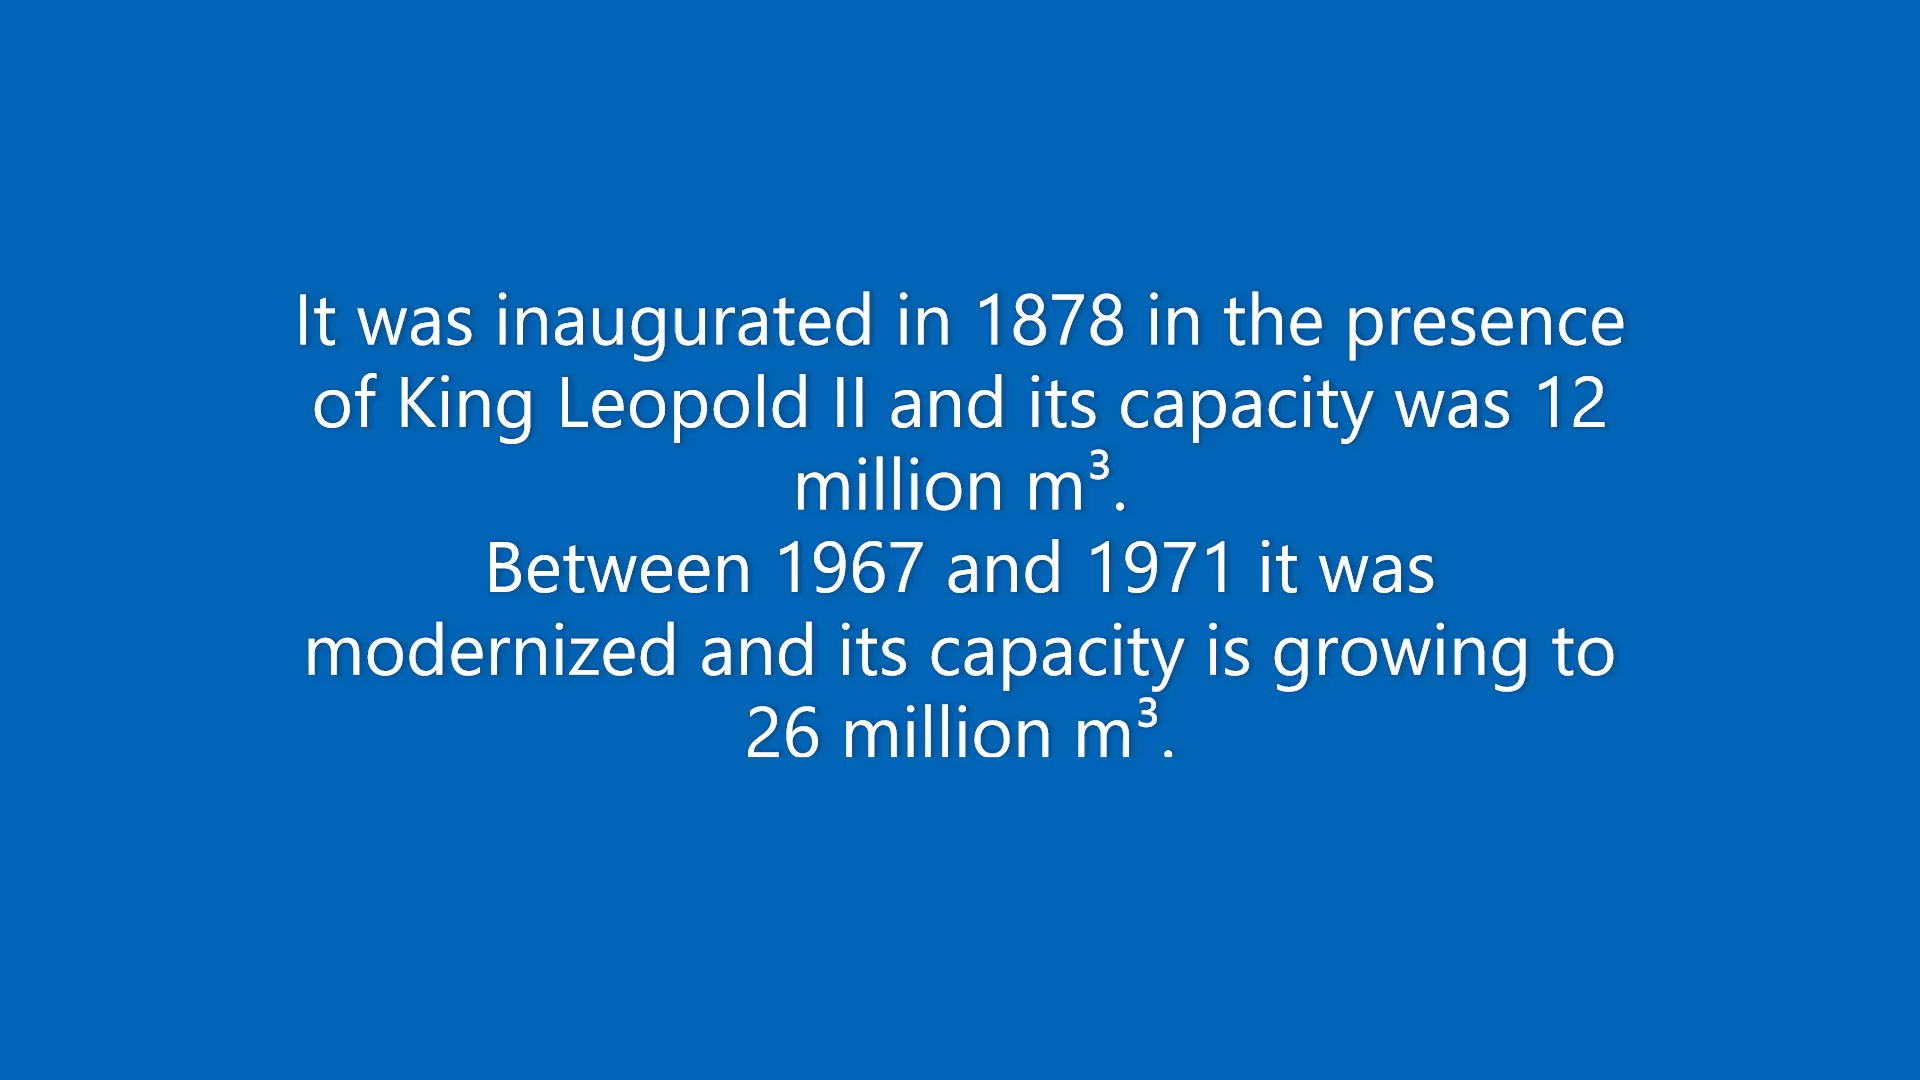 It was inaugurated in 1878 in the presence
of King Leopold II and its capacity was 12
million m³.
Between 1967 and 1971 it was
modernized and its capacity is growing to
26 million m³.